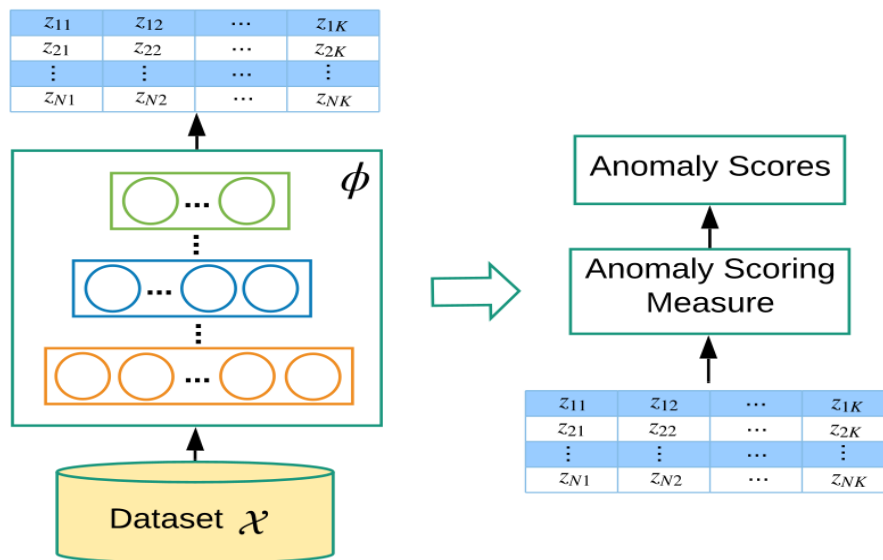 z11 z12 ⋯ z1K
z21 z22 ⋯ z2K
⋮ ⋮ ⋯ ⋮
zN1 zN2 ⋯ zNK
ϕ
...
⋮
...
⋮
...
Dataset 𝒳
Anomaly Scores
Anomaly Scoring
Measure
z11 z12 ⋯ z1K
z21 z22 ⋯ z2K
⋮ ⋮ ⋯ ⋮
zN1 zN2 ⋯ zNK